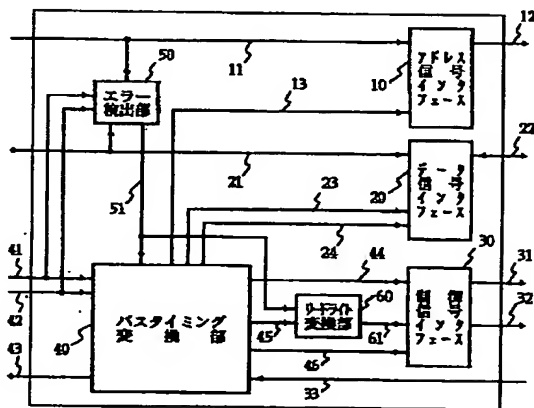 12
50
アドレス
信号
インタ
フェース
11
10
13
エラー
検出部
22
データ
信号
インタ
フェース
21
20
23
51
24
30
41
44
31
42
制御
信号
インタ
フェース
60
リードライト
変換部
32
バスタイミング
変換部
40
45
61
46
43
33